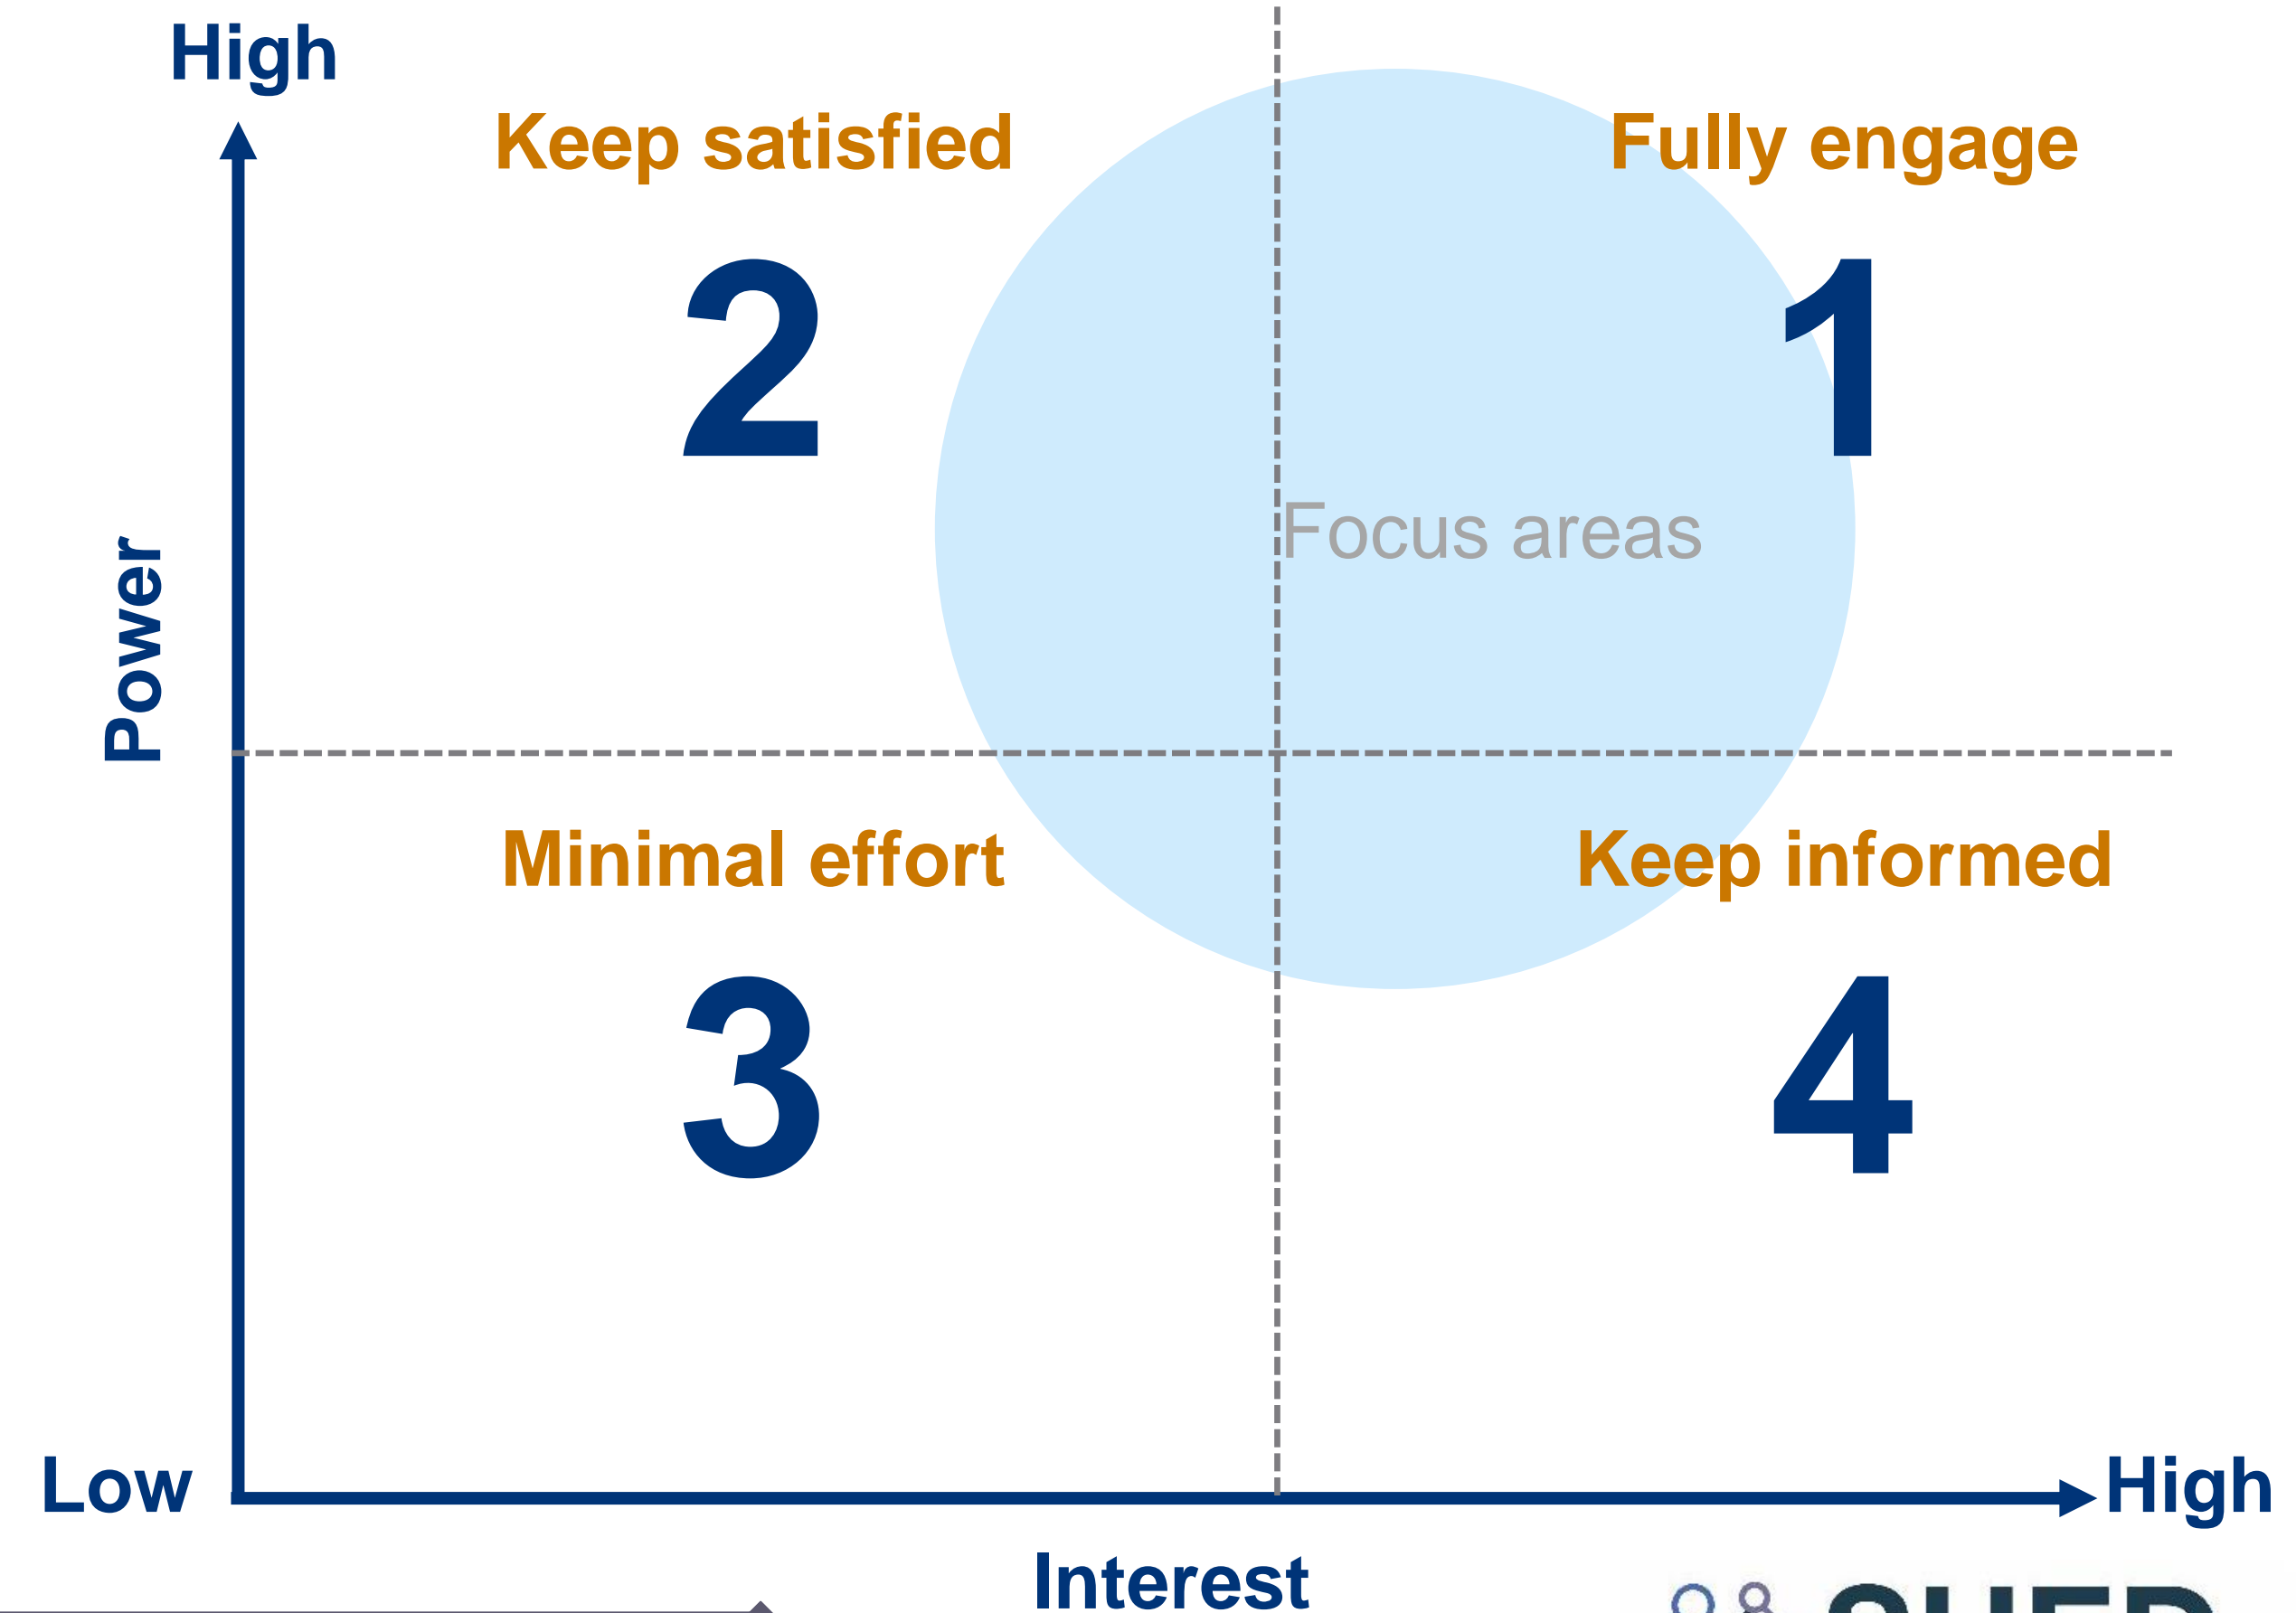 High
Keep satisfied
Fully engage
2
1
Focus areas
Power
Minimal effort
Keep informed
3
4
Low
High
Interest